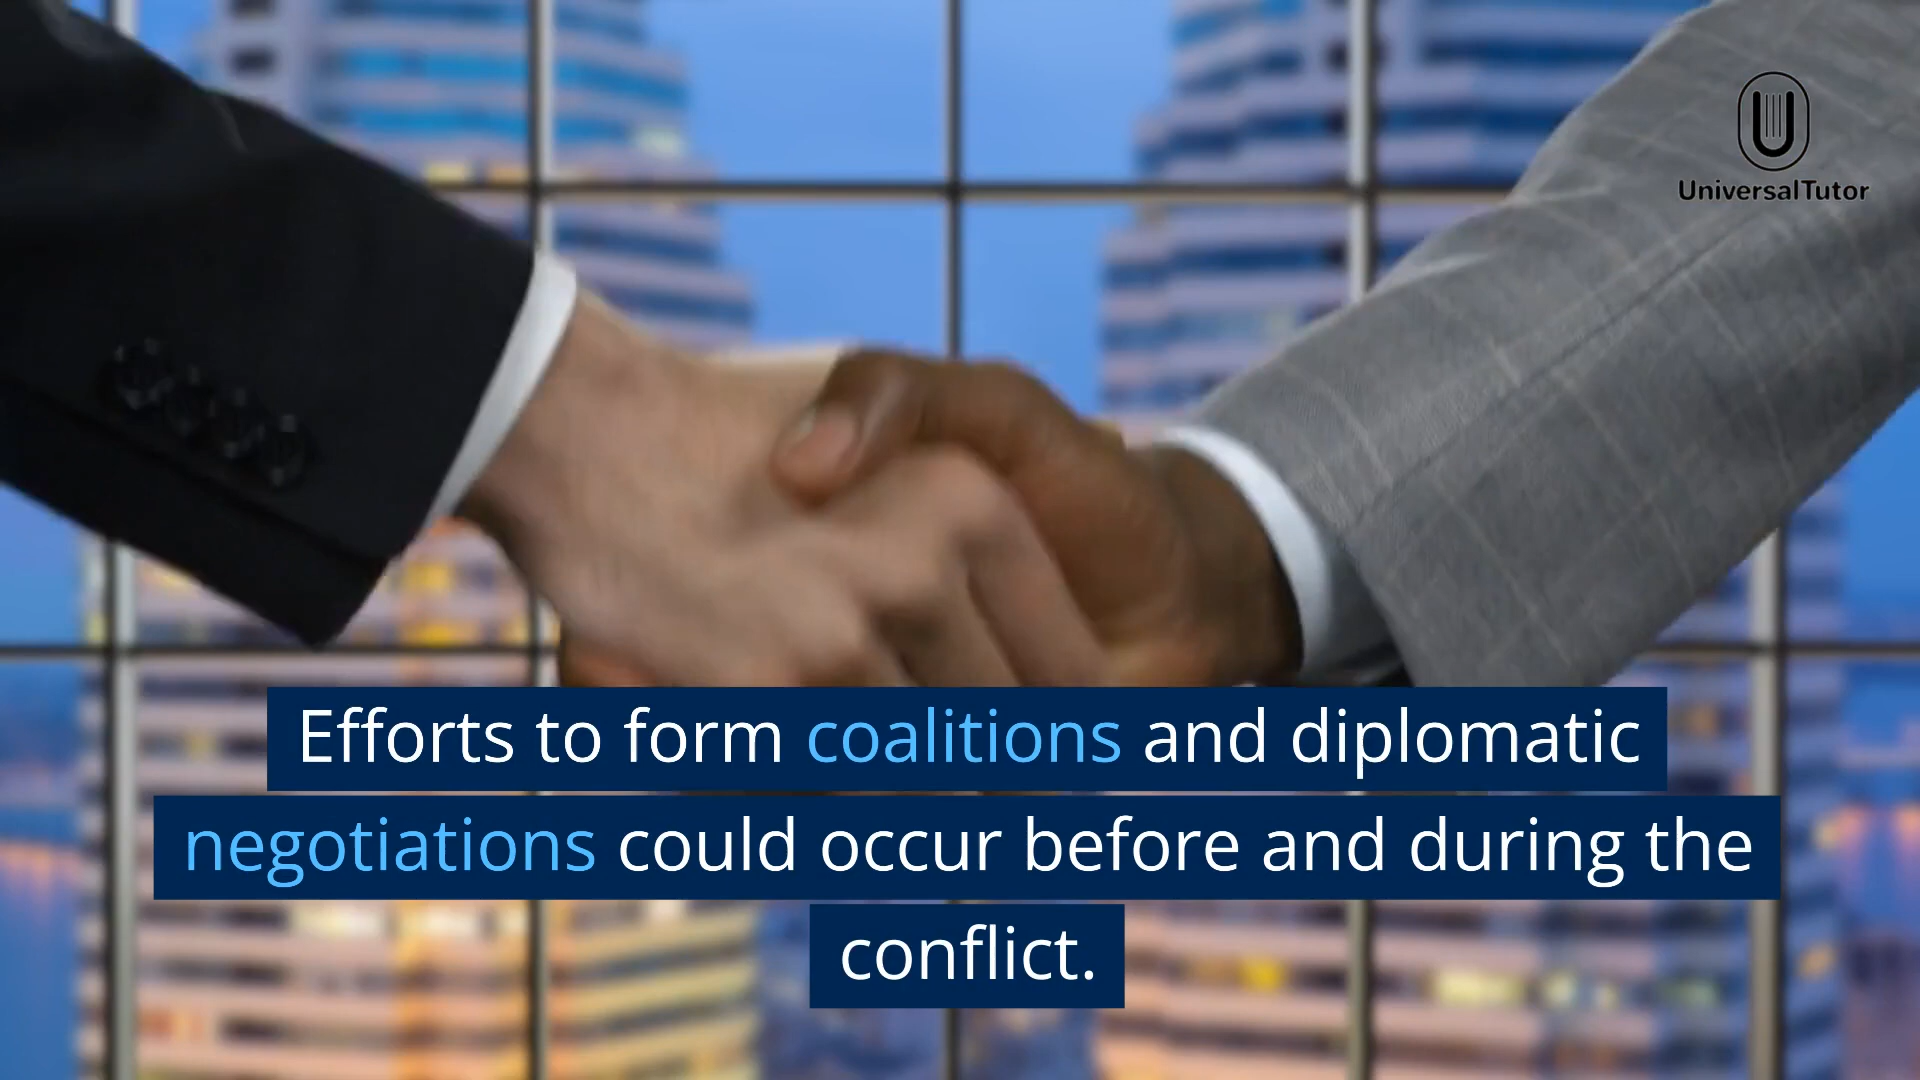 UniversalTutor
Efforts to form coalitions and diplomatic
negotiations could occur before and during the
conflict.